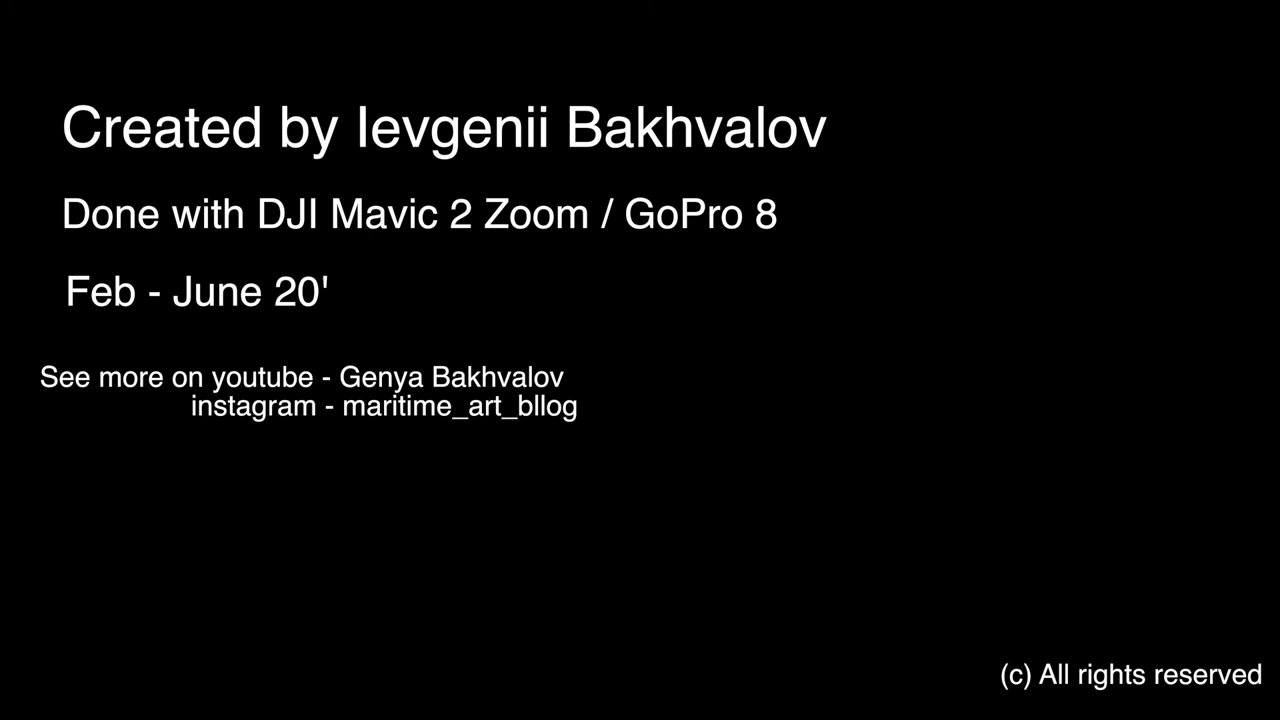 Created by Ievgenii Bakhvalov
Done with DJI Mavic 2 Zoom / GoPro 8
Feb - June 20'
See more on youtube - Genya Bakhvalov
instagram - maritime_art_bllog
(c) All rights reserved